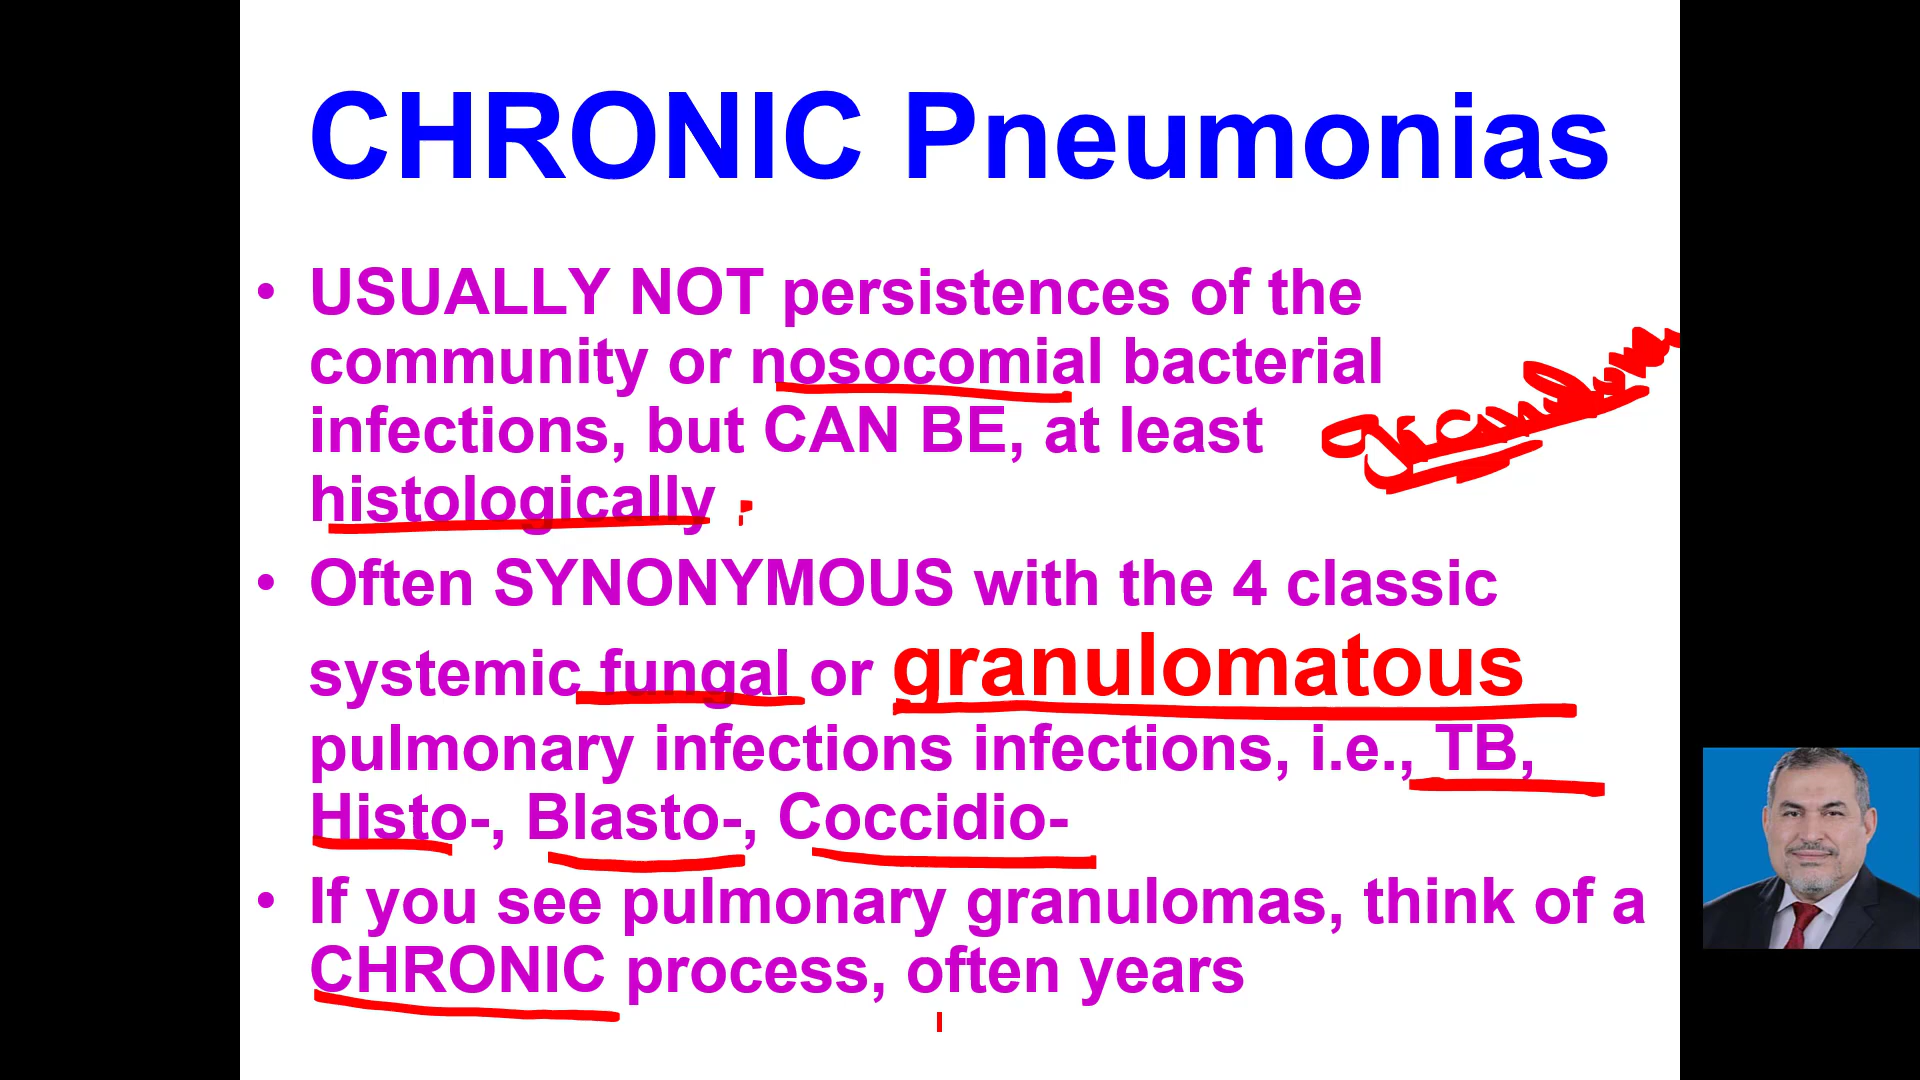 CHRONIC Pneumonias
• USUALLY NOT persistences of the
community or nosocomial bacterial
infections, but CAN BE, at least
histologically
• Often SYNONYMOUS with the 4 classic
systemic fungal or granulomatous
pulmonary infections infections, i.e., TB,
Histo-, Blasto-, Coccidio-
• If you see pulmonary granulomas, think of a
CHRONIC process, often years